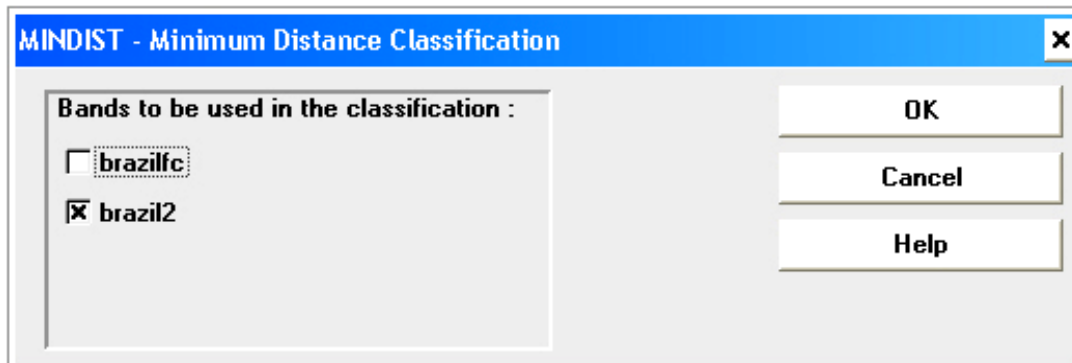 MINDIST - Minimum Distance Classification
Bands to be used in the classification :
brazilfc
brazil2
OK
Cancel
Help